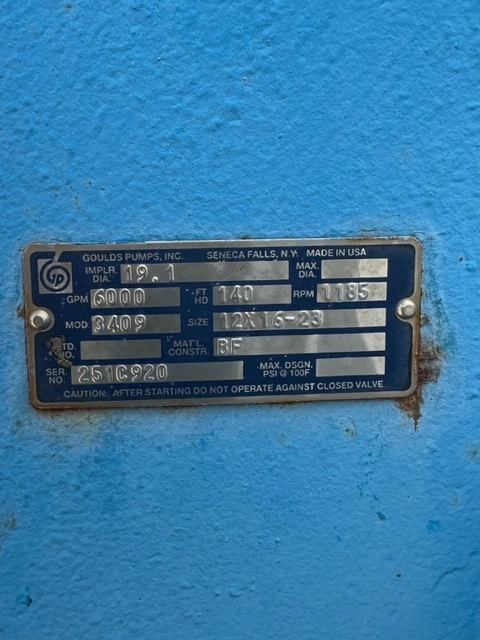 GOULDS PUMPS, INC. SENECA FALLS, N.Y. MADE IN USA
IMPLR. DIA. 19.1 MAX. DIA.
GPM 6000 FT HD 140 RPM 1185
MOD. 3409 SIZE 12X16-23
STD. NO. MAT'L. CONSTR. BF
SER. NO. 251C920 MAX. DSGN. PSI @ 100F
CAUTION: AFTER STARTING DO NOT OPERATE AGAINST CLOSED VALVE